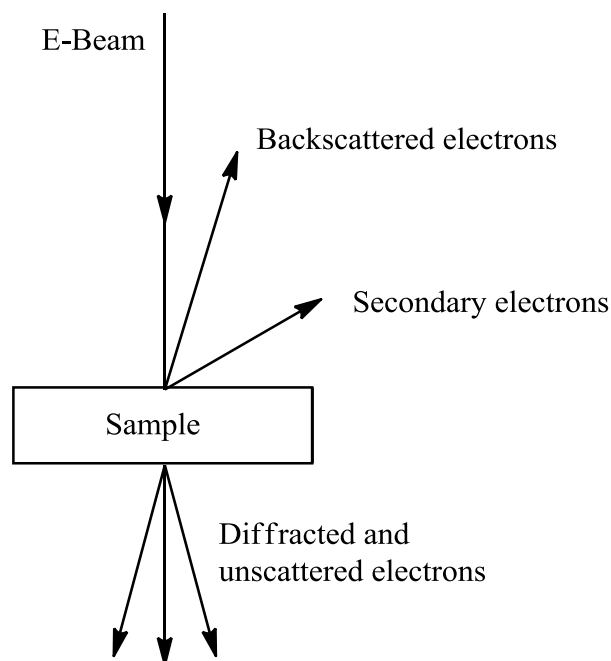 E-Beam
Backscattered electrons
Secondary electrons
Sample
Diffracted and
unscattered electrons